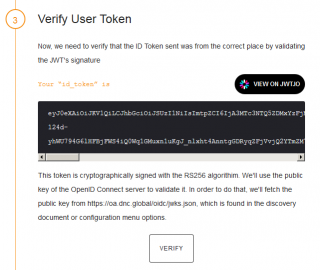 3
Verify User Token
Now, we need to verify that the ID Token sent was from the correct place by validating
the JWT's signature
Your "id_token" is
VIEW ON JWT.IO
This token is cryptographically signed with the RS256 algorithim. We'll use the public
key of the OpenID Connect server to validate it. In order to do that, we'll fetch the
public key from https://oa.dnc.global/oidc/jwks.json, which is found in the discovery
document or configuration menu options.
VERIFY